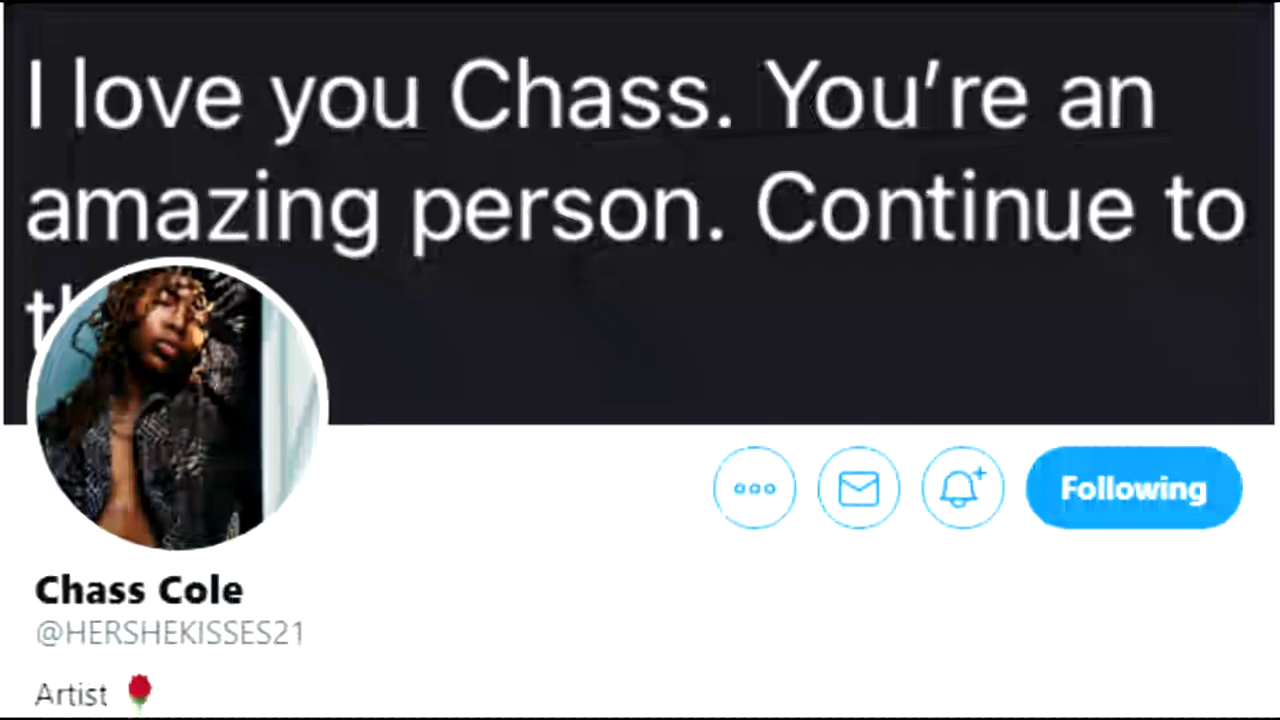 I love you Chass. You're an
amazing person. Continue to
Following
Chass Cole
@HERSHEKISSES21
Artist